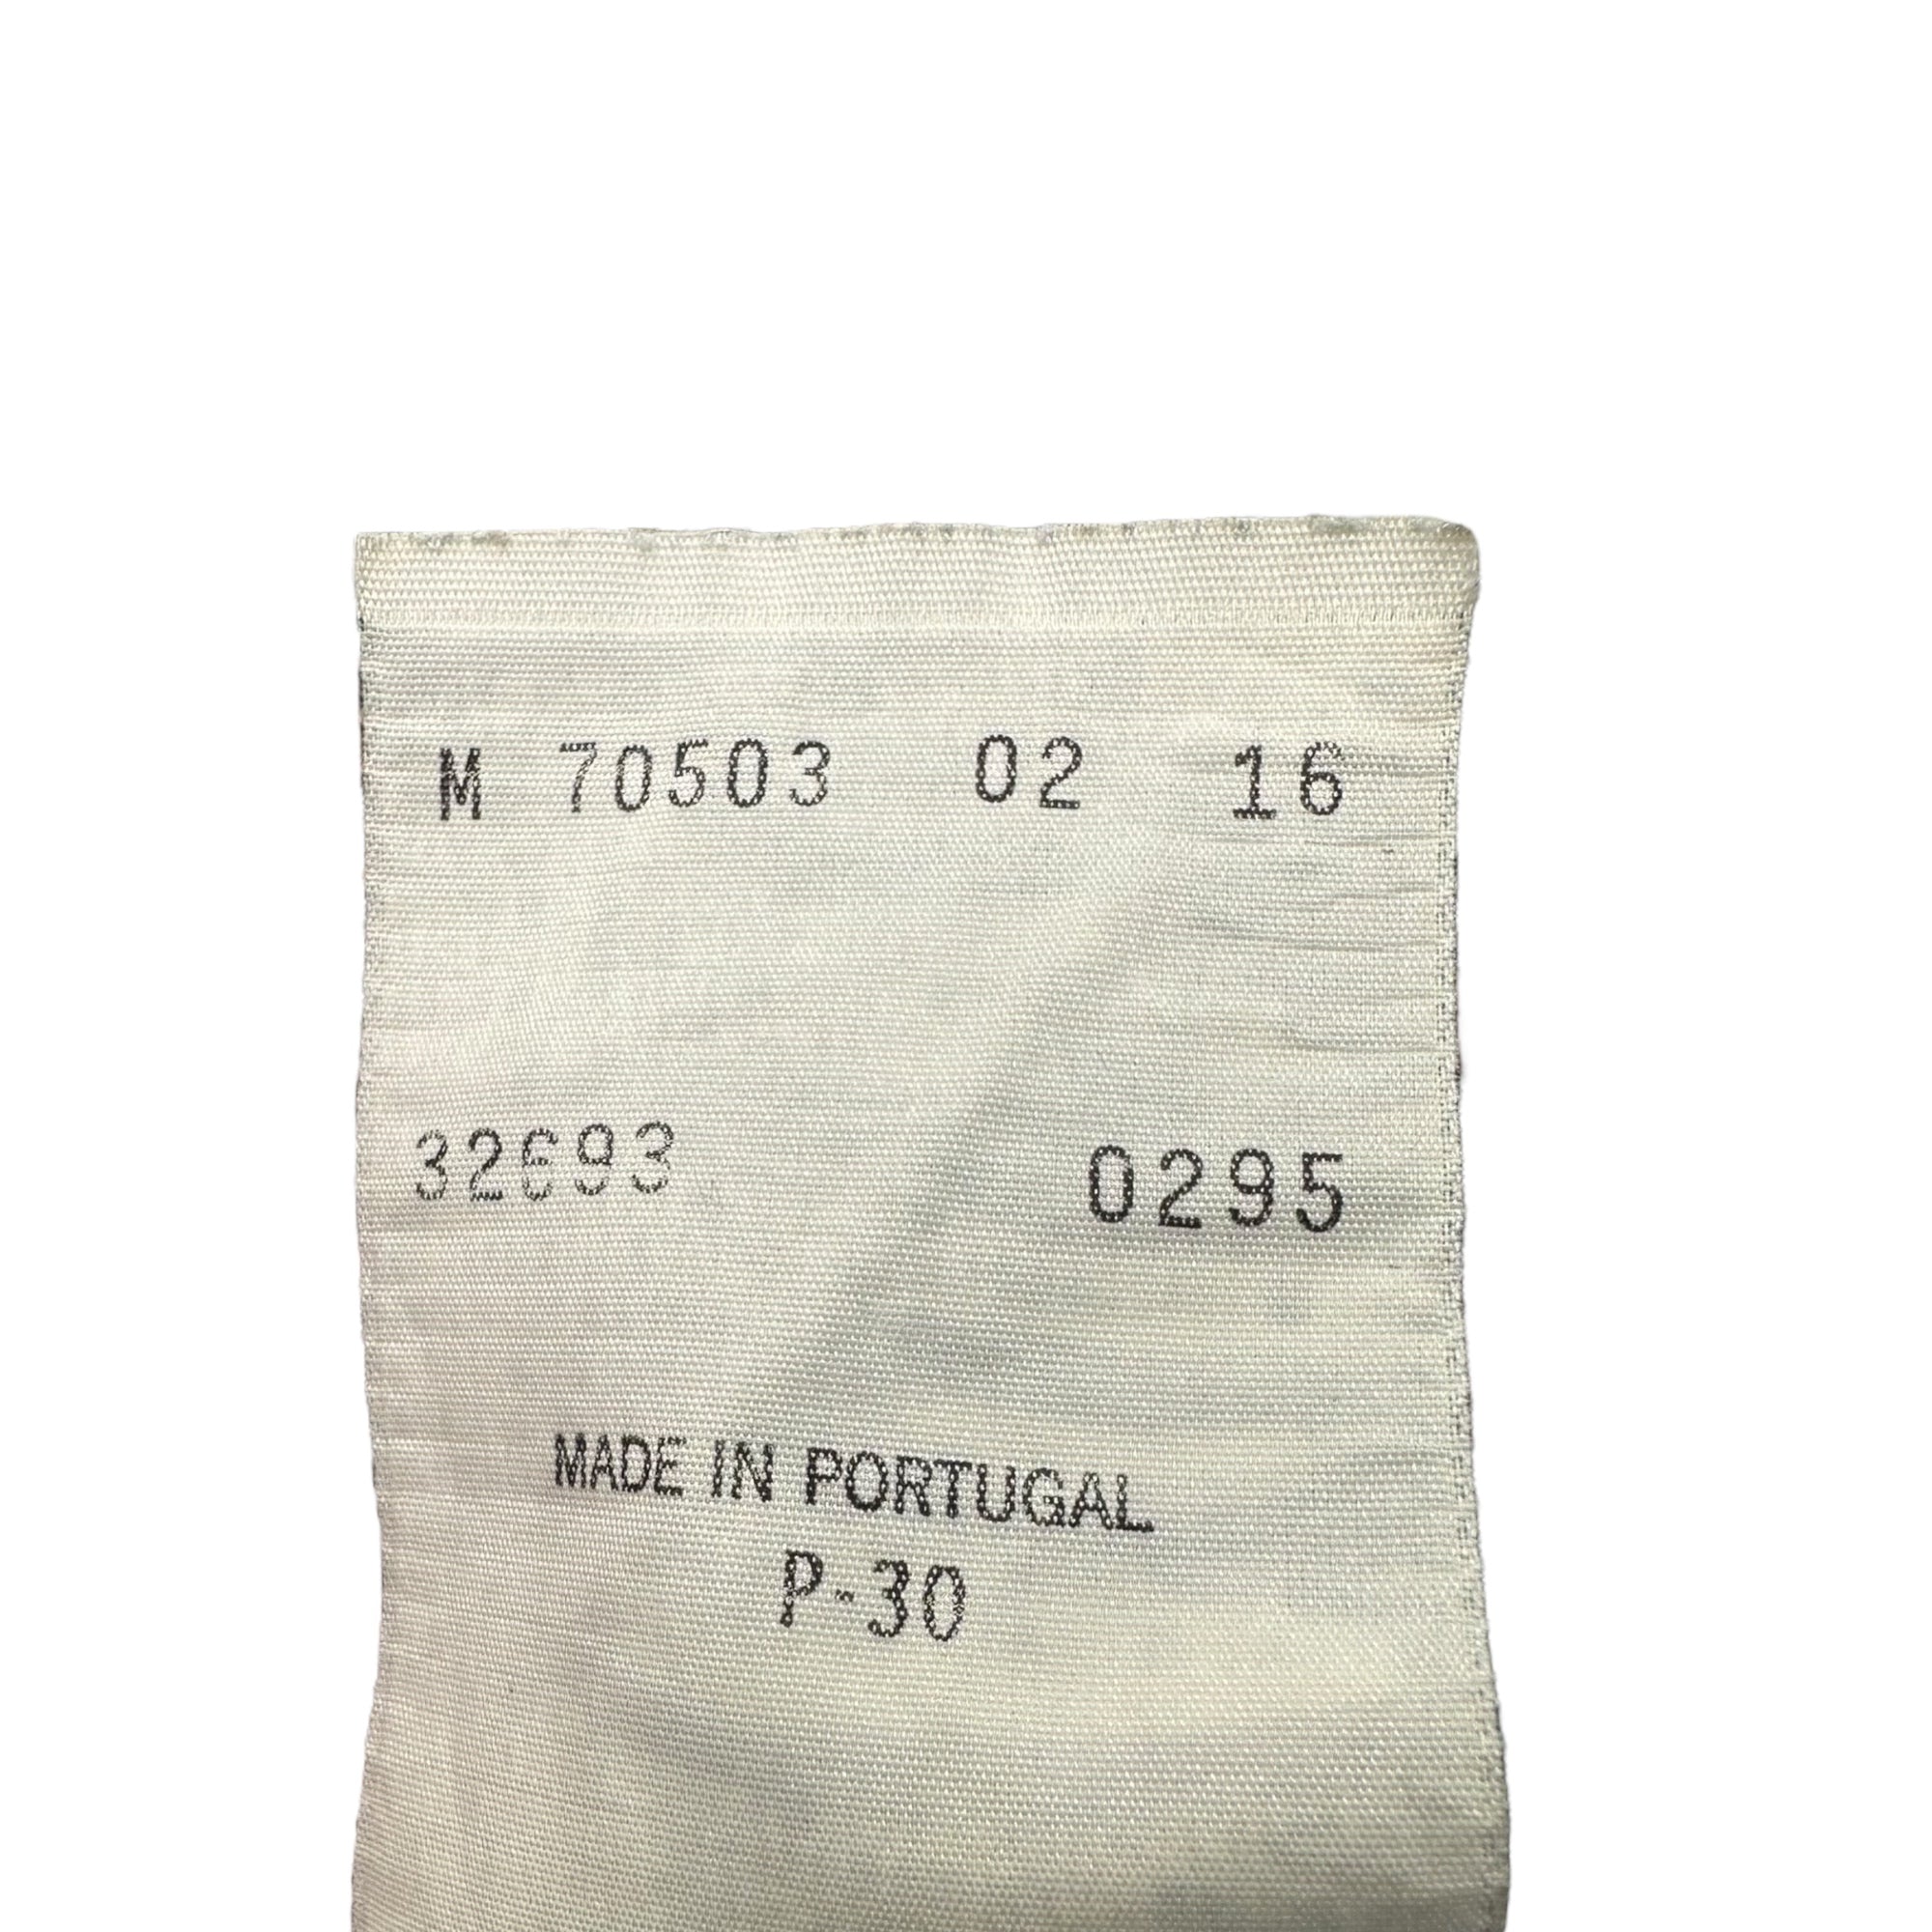 M 70503 02 16
32693 0295
MADE IN PORTUGAL
P-30